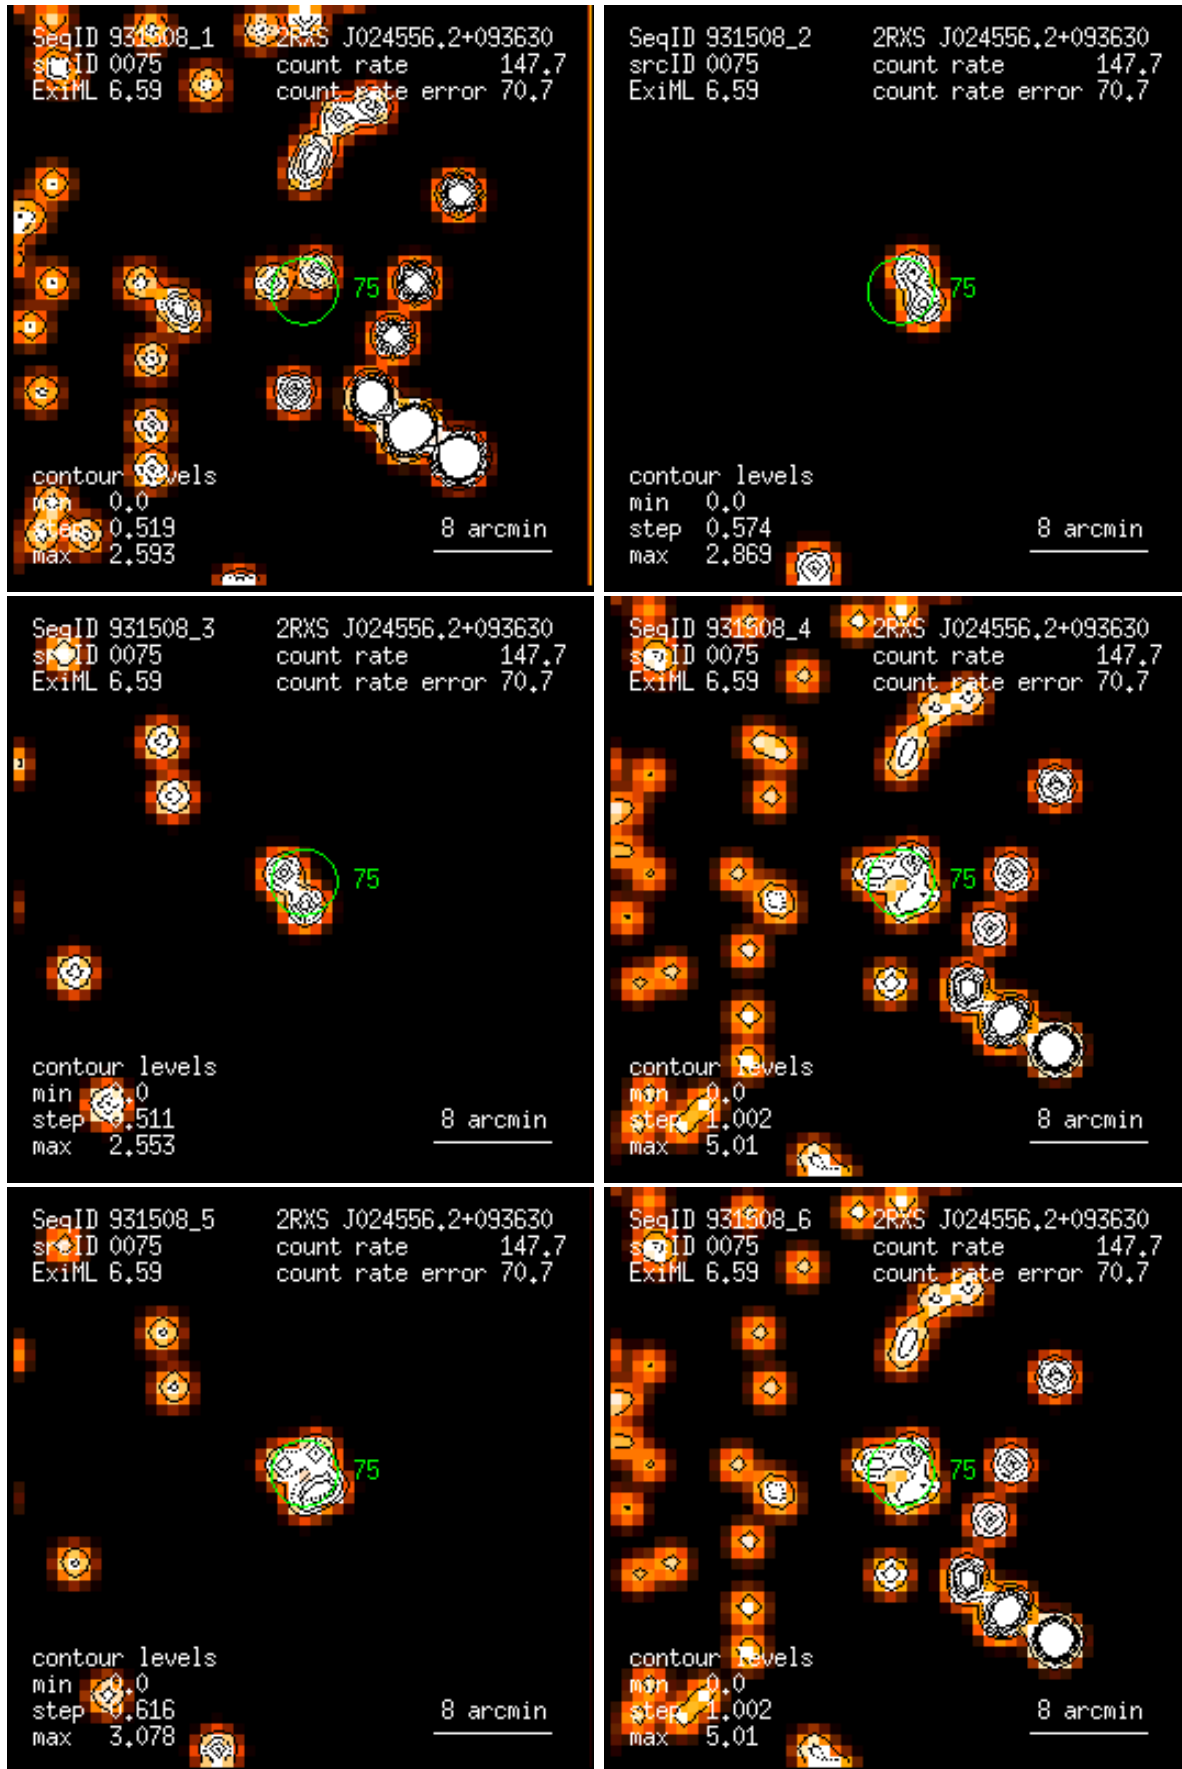 SeqID 931508_1 2RXS J024556.2+093630
srcID 0075 count rate 147.7
ExiML 6.59 count rate error 70.7
75
contour levels
min 0.0
step 0.519 8 arcmin
max 2.593
SeqID 931508_2 2RXS J024556.2+093630
srcID 0075 count rate 147.7
ExiML 6.59 count rate error 70.7
75
contour levels
min 0.0
step 0.574 8 arcmin
max 2.869
SeqID 931508_3 2RXS J024556.2+093630
srcID 0075 count rate 147.7
ExiML 6.59 count rate error 70.7
75
contour levels
min 0.0
step 0.511 8 arcmin
max 2.553
SeqID 931508_4 2RXS J024556.2+093630
srcID 0075 count rate 147.7
ExiML 6.59 count rate error 70.7
75
contour levels
min 0.0
step 1.002 8 arcmin
max 5.01
SeqID 931508_5 2RXS J024556.2+093630
srcID 0075 count rate 147.7
ExiML 6.59 count rate error 70.7
75
contour levels
min 0.0
step 0.616 8 arcmin
max 3.078
SeqID 931508_6 2RXS J024556.2+093630
srcID 0075 count rate 147.7
ExiML 6.59 count rate error 70.7
75
contour levels
min 0.0
step 1.002 8 arcmin
max 5.01